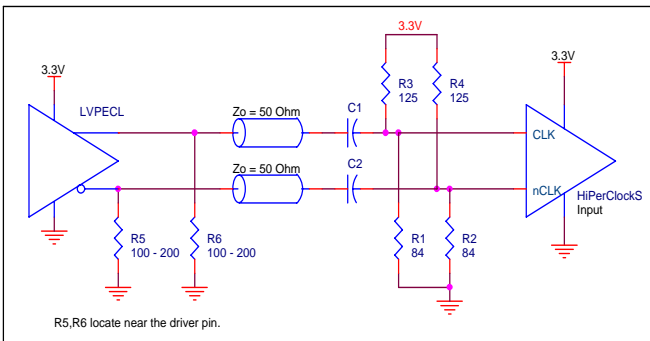 3.3V
3.3V
3.3V
LVPECL
R3
125
R4
125
Zo = 50 Ohm
C1
CLK
Zo = 50 Ohm
C2
nCLK
HiPerClockS
Input
R5
100 - 200
R6
100 - 200
R1
84
R2
84
R5,R6 locate near the driver pin.